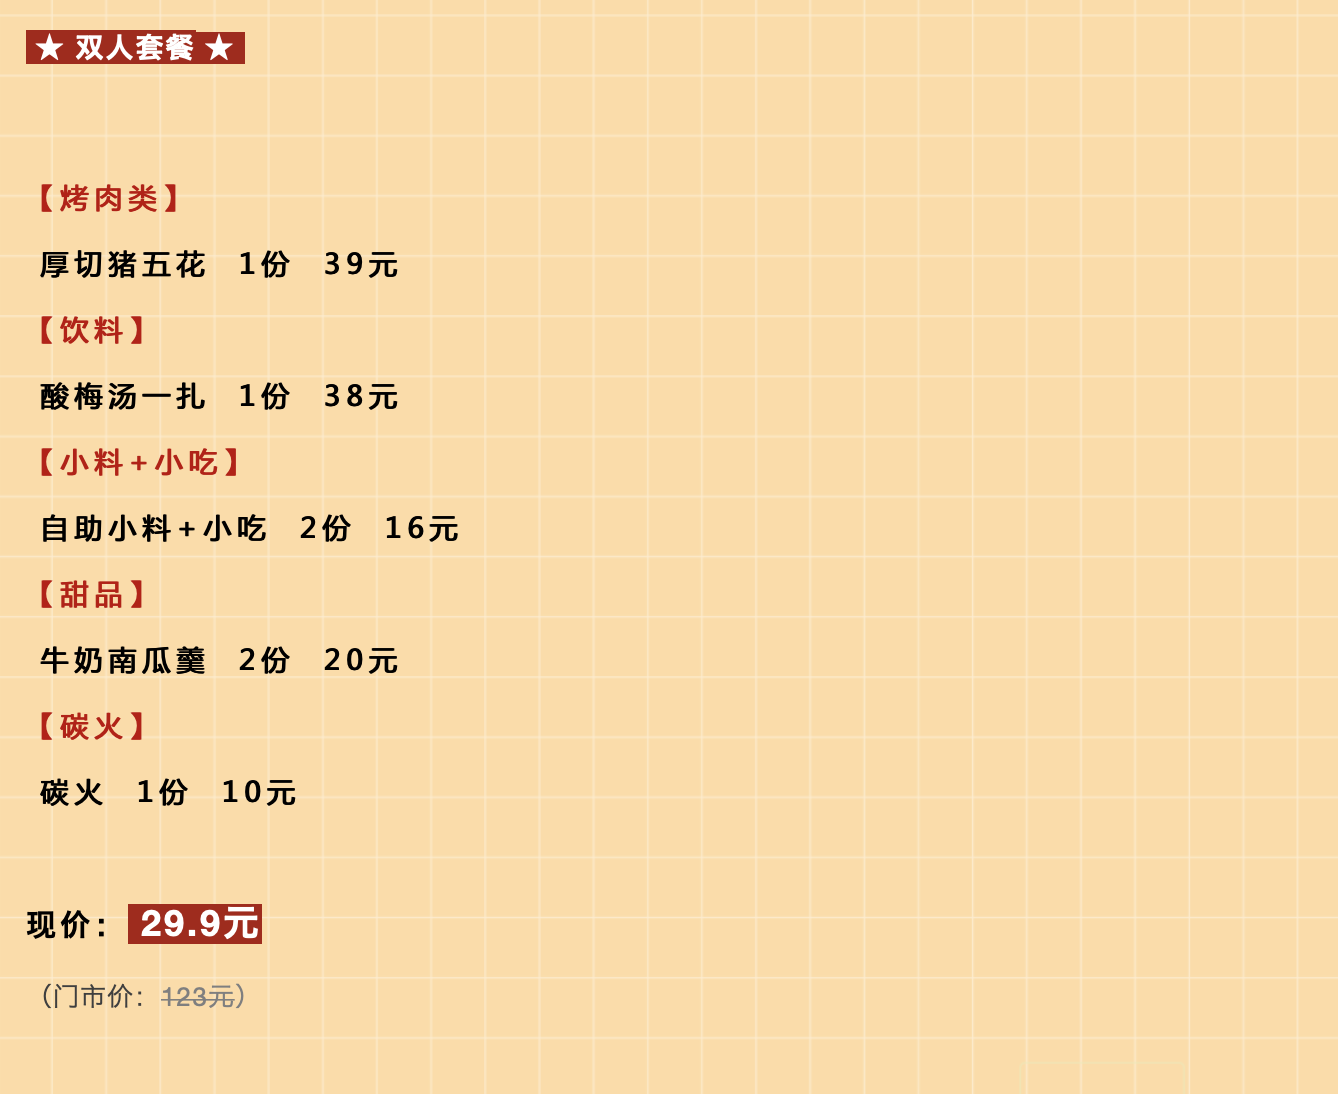 ★ 双人套餐 ★
【烤肉类】
厚切猪五花 1份 39元
【饮料】
酸梅汤一扎 1份 38元
【小料+小吃】
自助小料+小吃 2份 16元
【甜品】
牛奶南瓜羹 2份 20元
【碳火】
碳火 1份 10元
现价：29.9元
（门市价：123元）